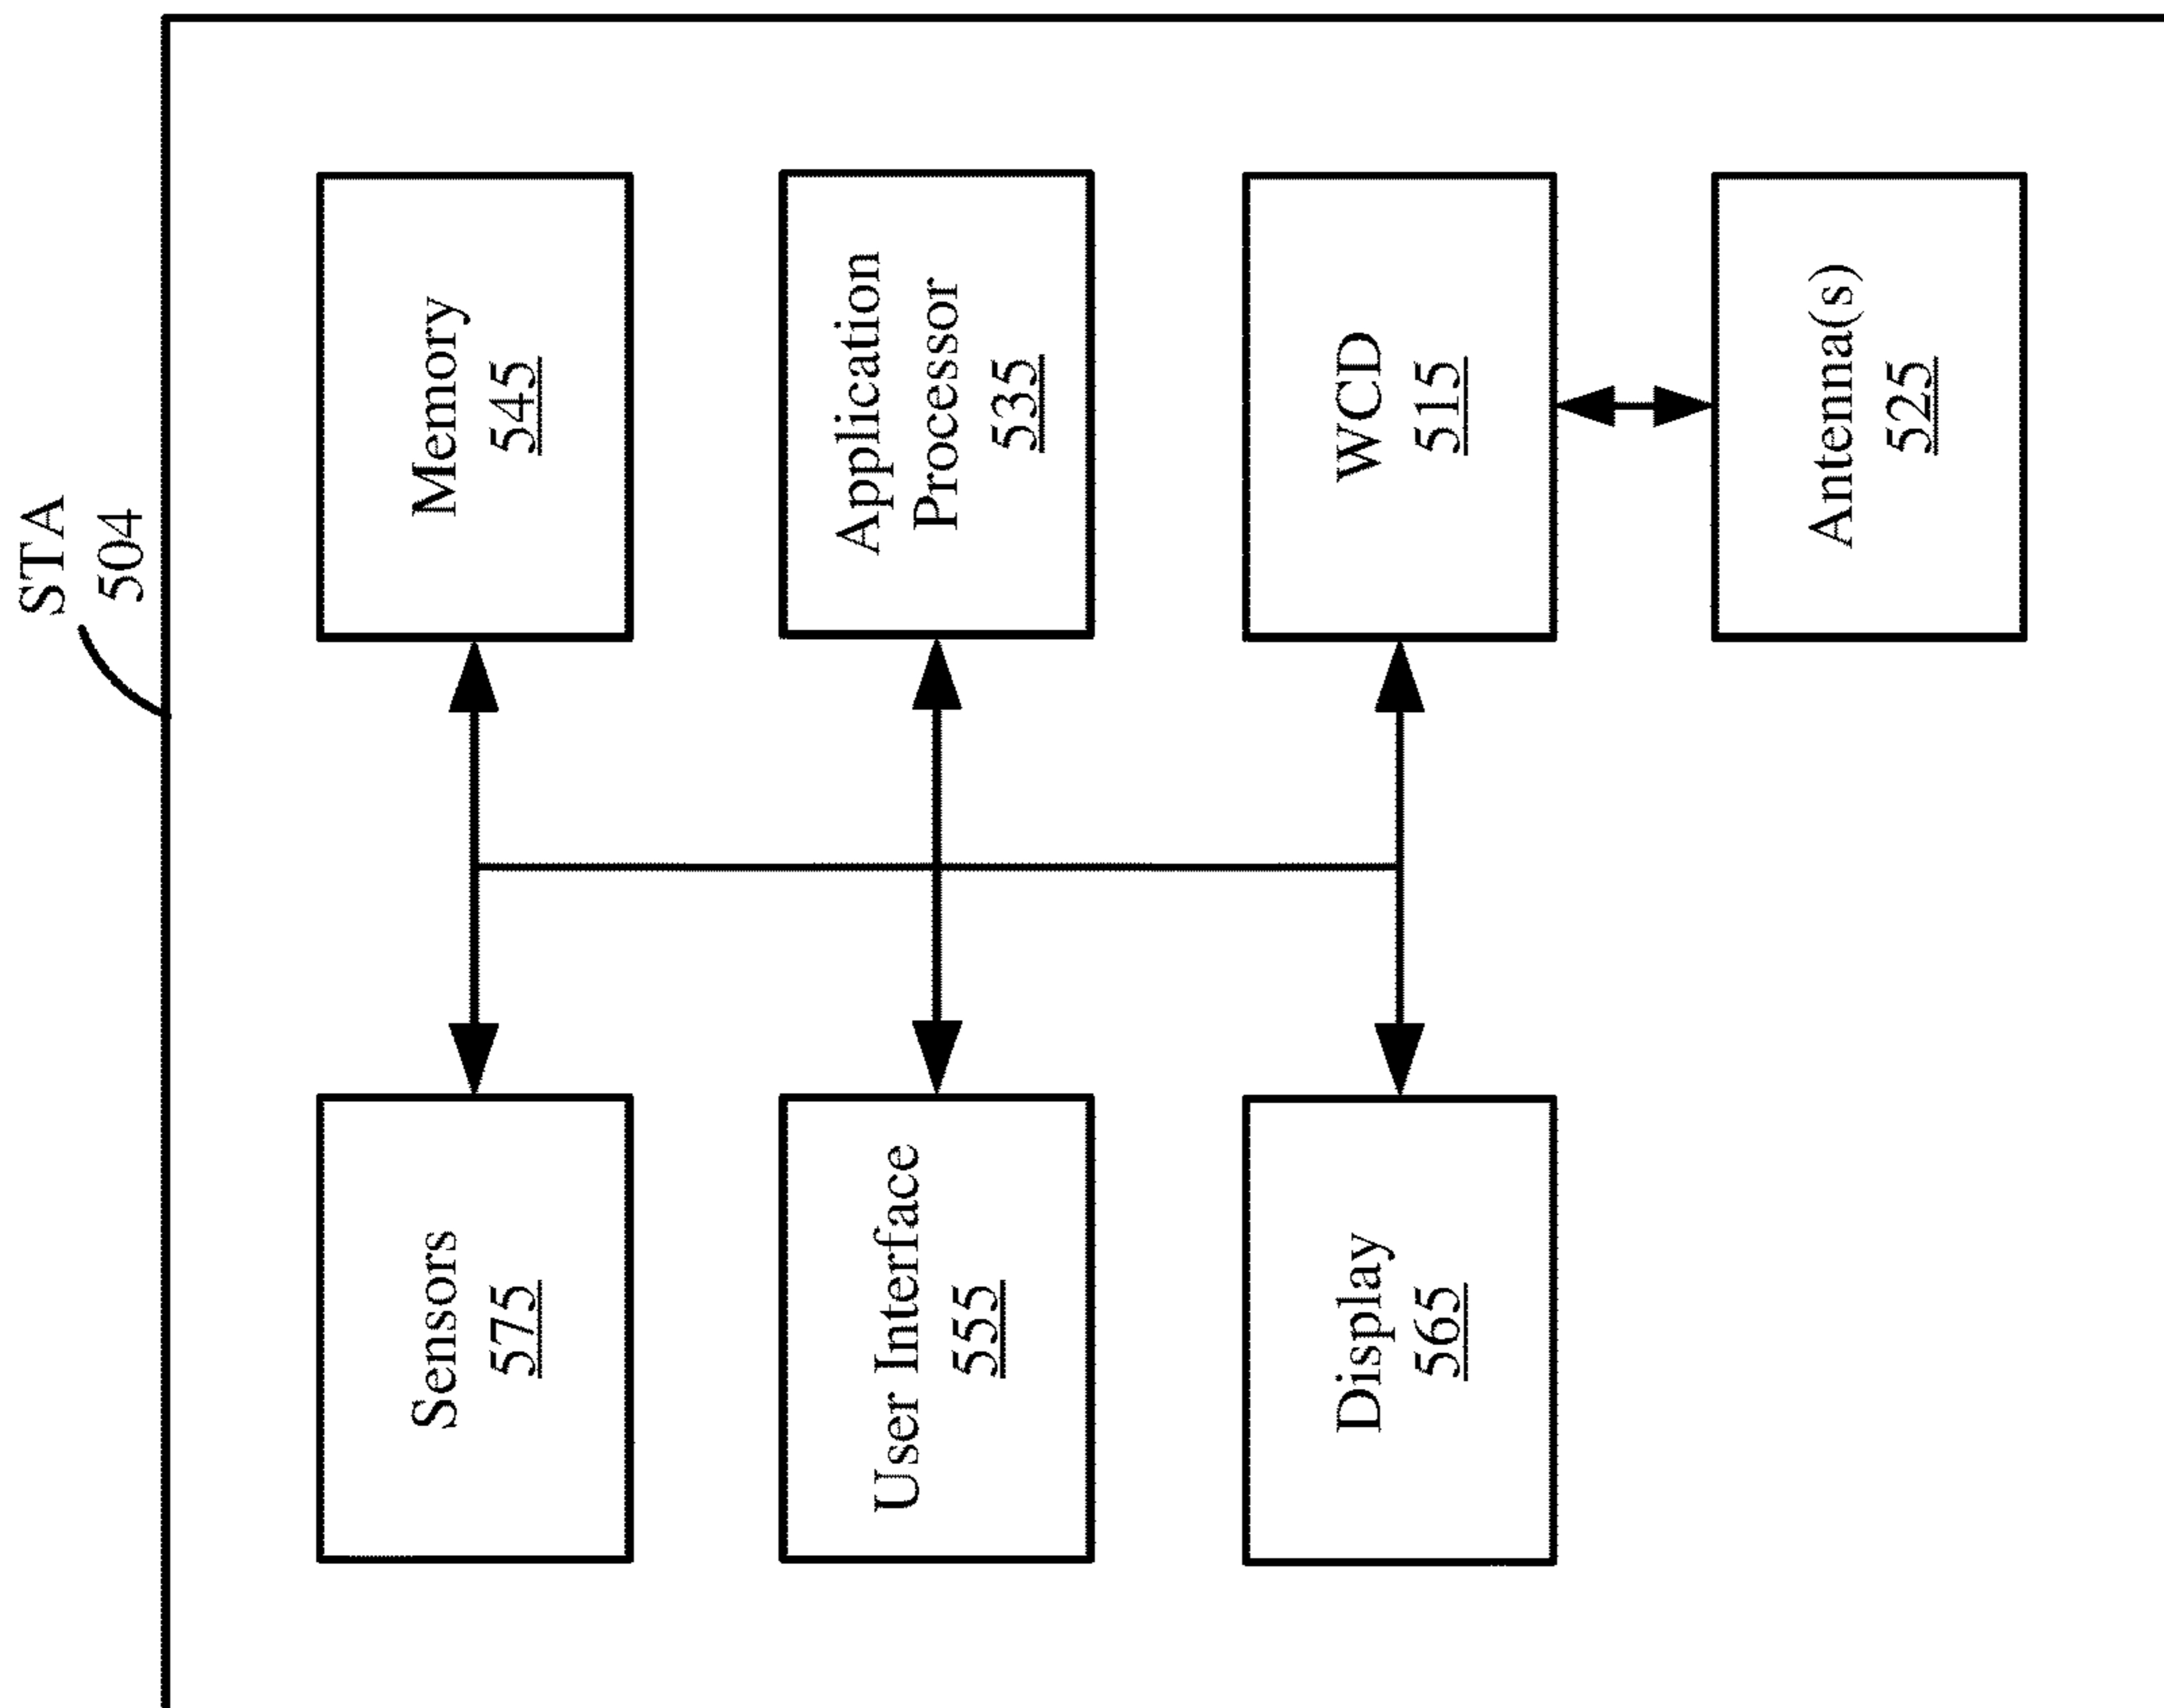 STA
504
Sensors
575
Memory
545
User Interface
555
Application
Processor
535
Display
565
WCD
515
Antenna(s)
525